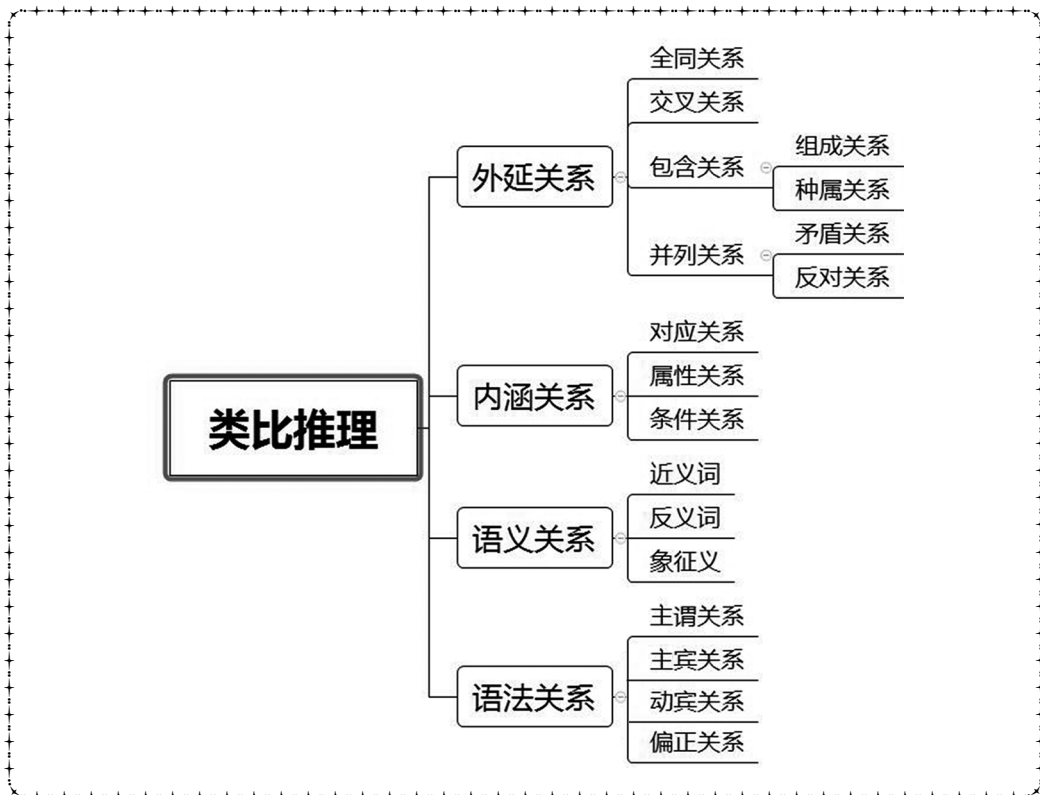 类比推理
外延关系
全同关系
交叉关系
包含关系
组成关系
种属关系
并列关系
矛盾关系
反对关系
内涵关系
对应关系
属性关系
条件关系
语义关系
近义词
反义词
象征义
语法关系
主谓关系
主宾关系
动宾关系
偏正关系